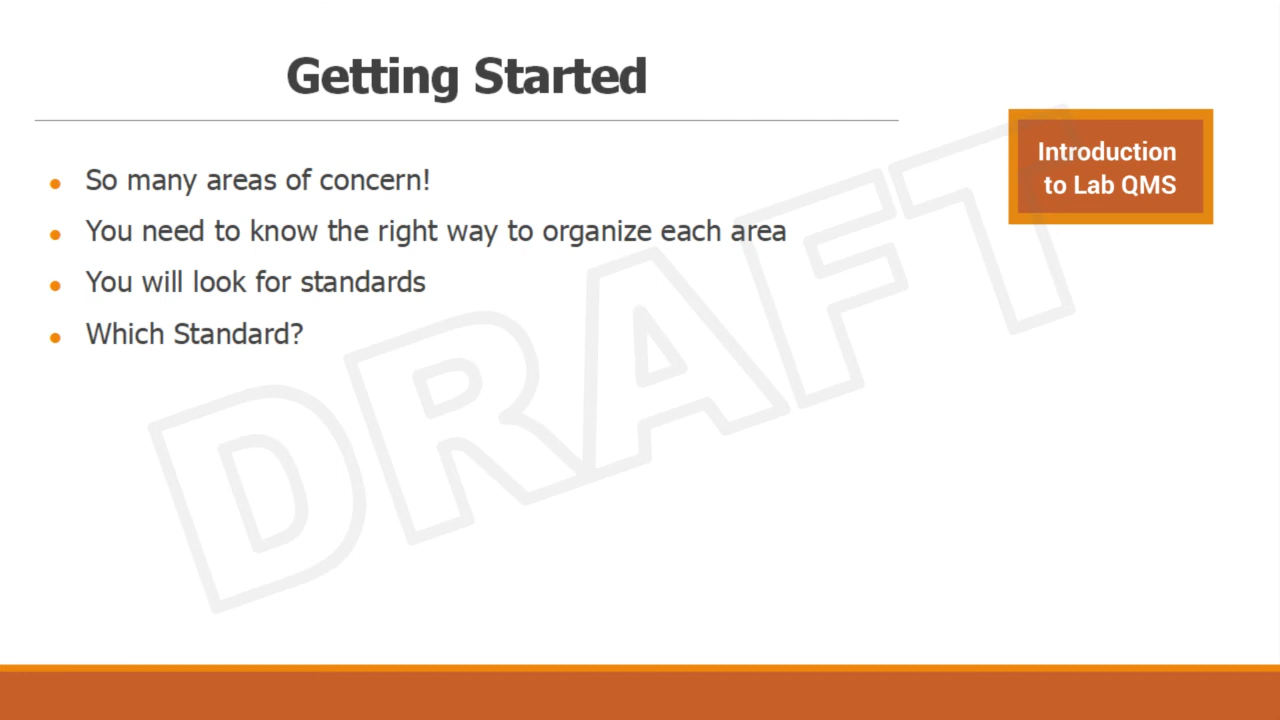 Getting Started
Introduction
to Lab QMS
So many areas of concern!
You need to know the right way to organize each area
You will look for standards
Which Standard?
DRAFT